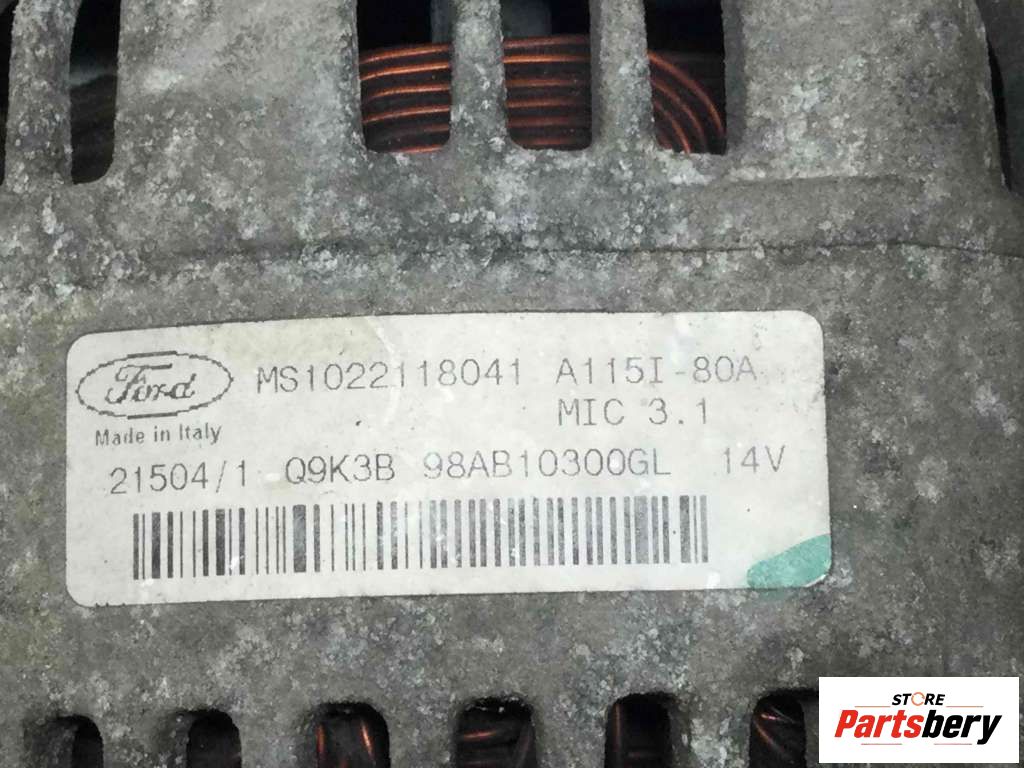 Ford MS1022118041 A115I-80A
Made in Italy MIC 3.1
21504/1 Q9K3B 98AB10300GL 14V
STORE
Partsbery